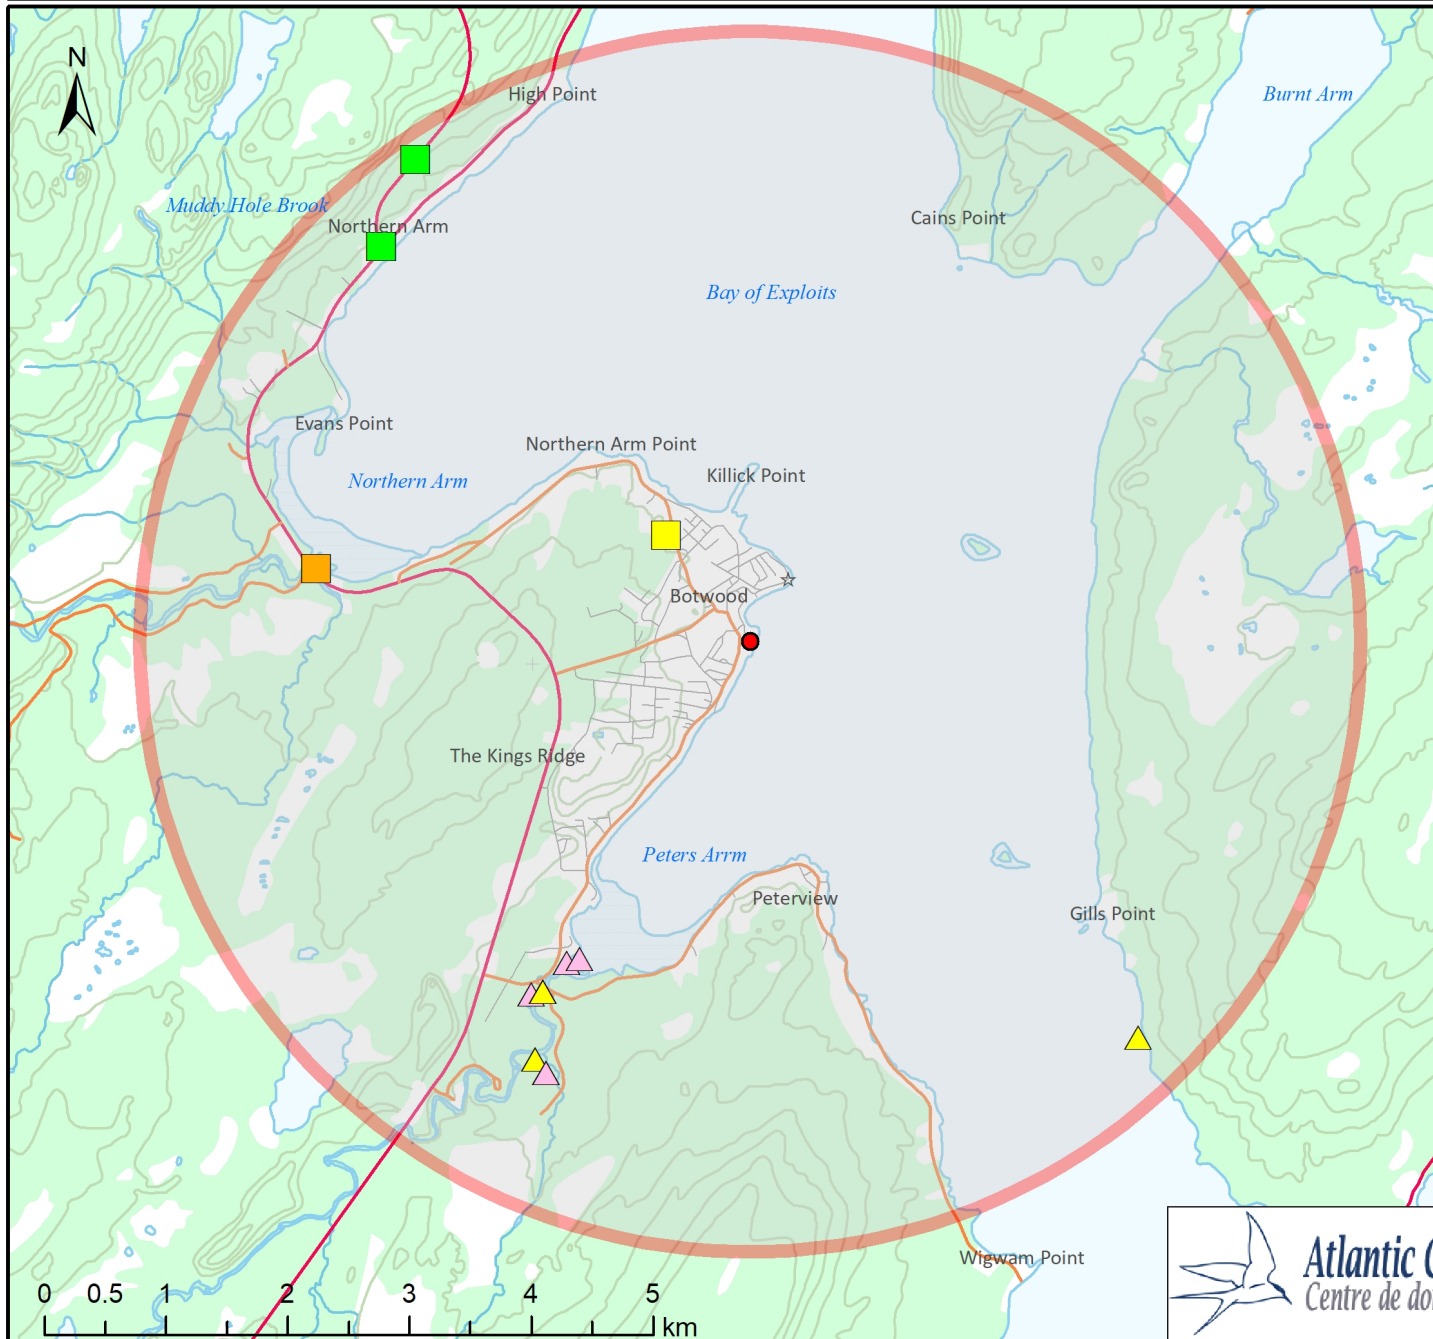 N
High Point
Burnt Arm
Muddy Hole Brook
Cains Point
Northern Arm
Bay of Exploits
Evans Point
Northern Arm Point
Killick Point
Northern Arm
Botwood
The Kings Ridge
Peters Arrm
Peterview
Gills Point
Wigwam Point
Atlantic
Centre de
0 0.5 1 2 3 4 5
km